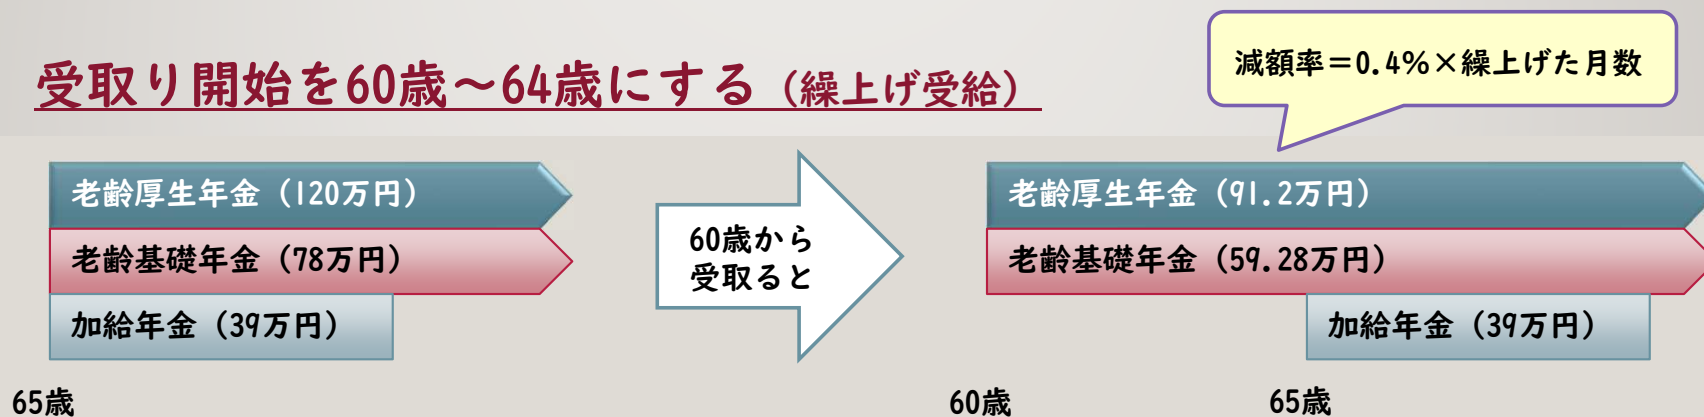 減額率＝0.4％×繰上げた月数
受取り開始を60歳～64歳にする（繰上げ受給）
老齢厚生年金（120万円）
老齢基礎年金（78万円）
加給年金（39万円）
65歳
60歳から
受取ると
老齢厚生年金（91.2万円）
老齢基礎年金（59.28万円）
加給年金（39万円）
60歳
65歳